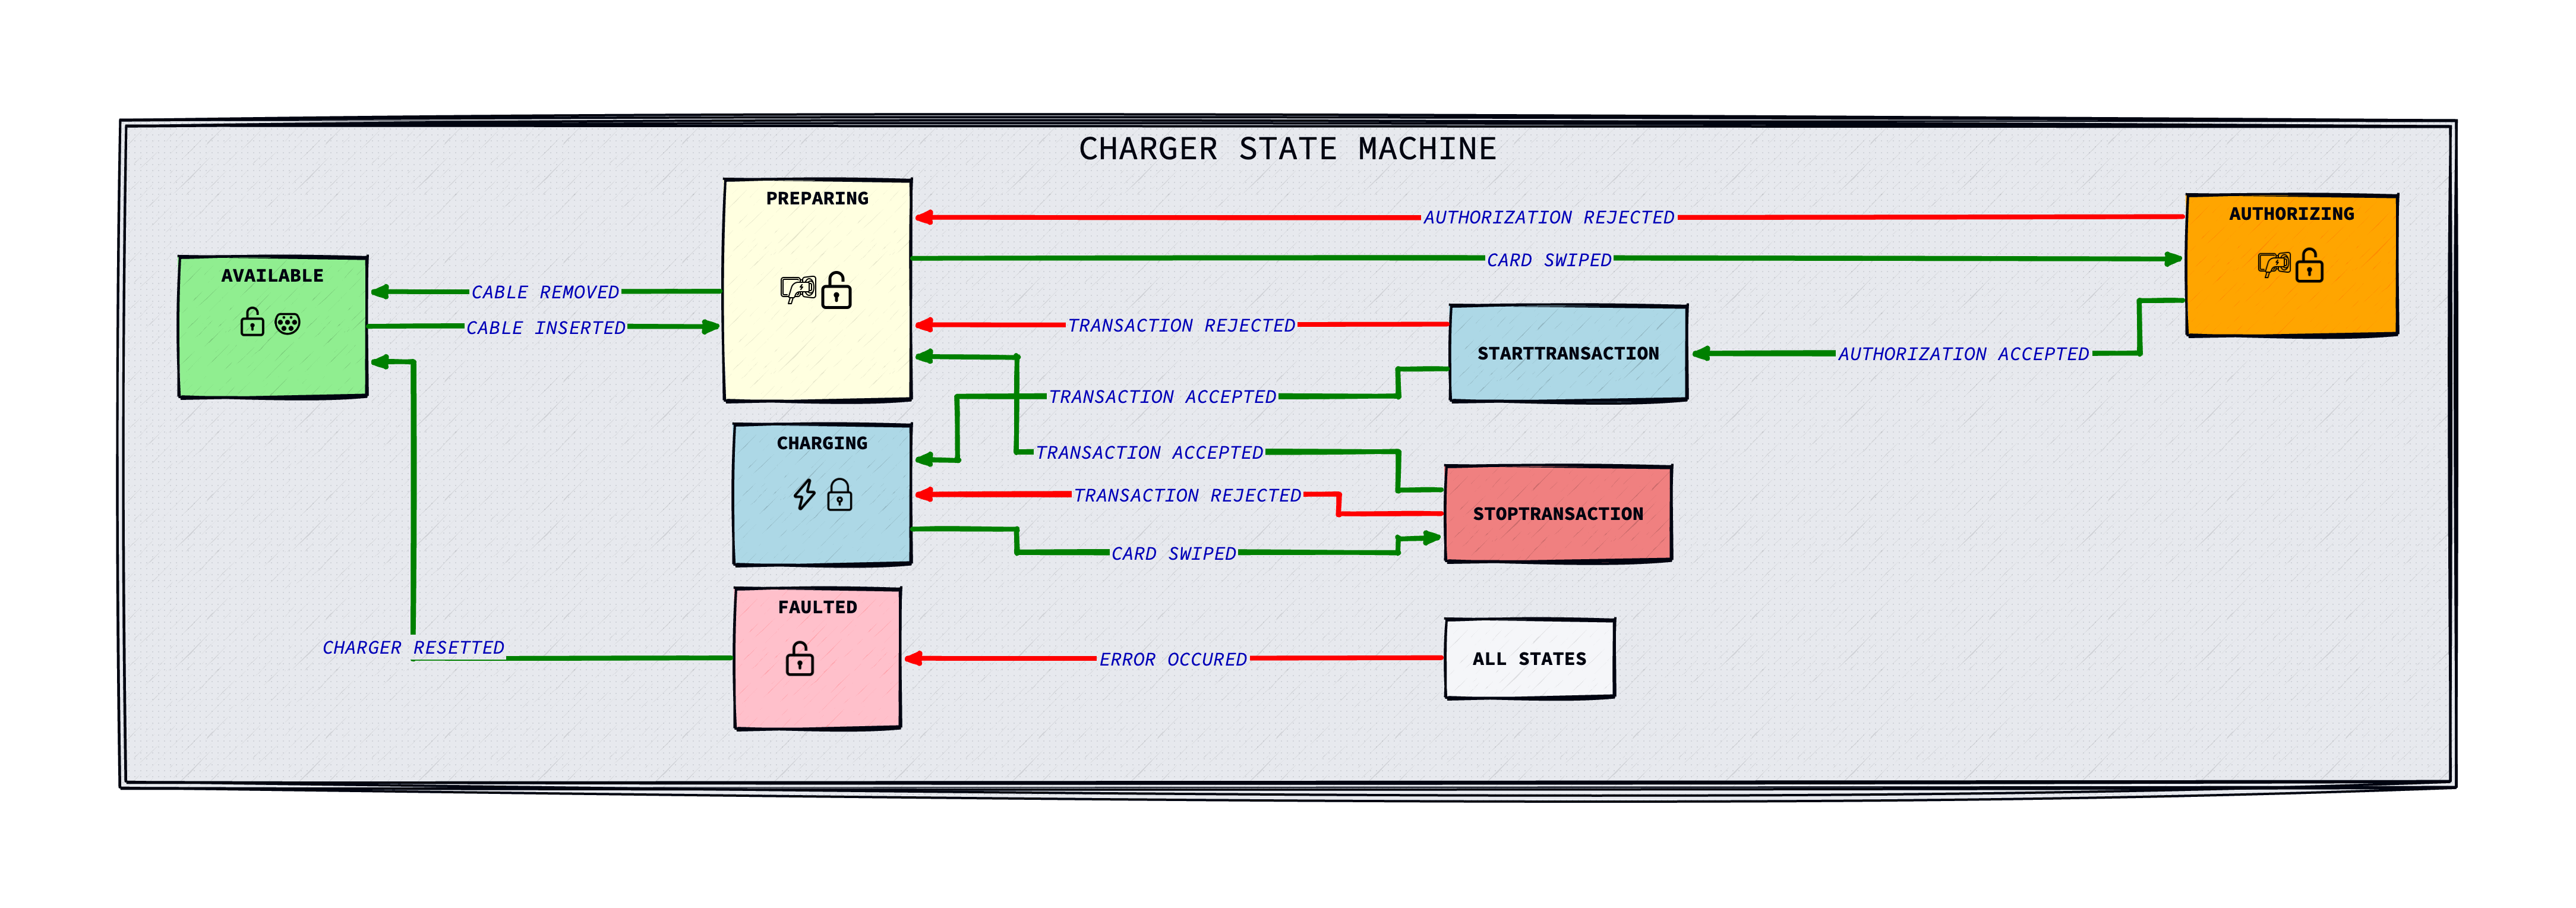 CHARGER STATE MACHINE
PREPARING
AUTHORIZING
AUTHORIZATION REJECTED
CARD SWIPED
AVAILABLE
CABLE REMOVED
CABLE INSERTED
TRANSACTION REJECTED
STARTTRANSACTION
AUTHORIZATION ACCEPTED
TRANSACTION ACCEPTED
CHARGING
TRANSACTION ACCEPTED
TRANSACTION REJECTED
STOPTRANSACTION
CARD SWIPED
FAULTED
CHARGER RESETTED
ERROR OCCURED
ALL STATES